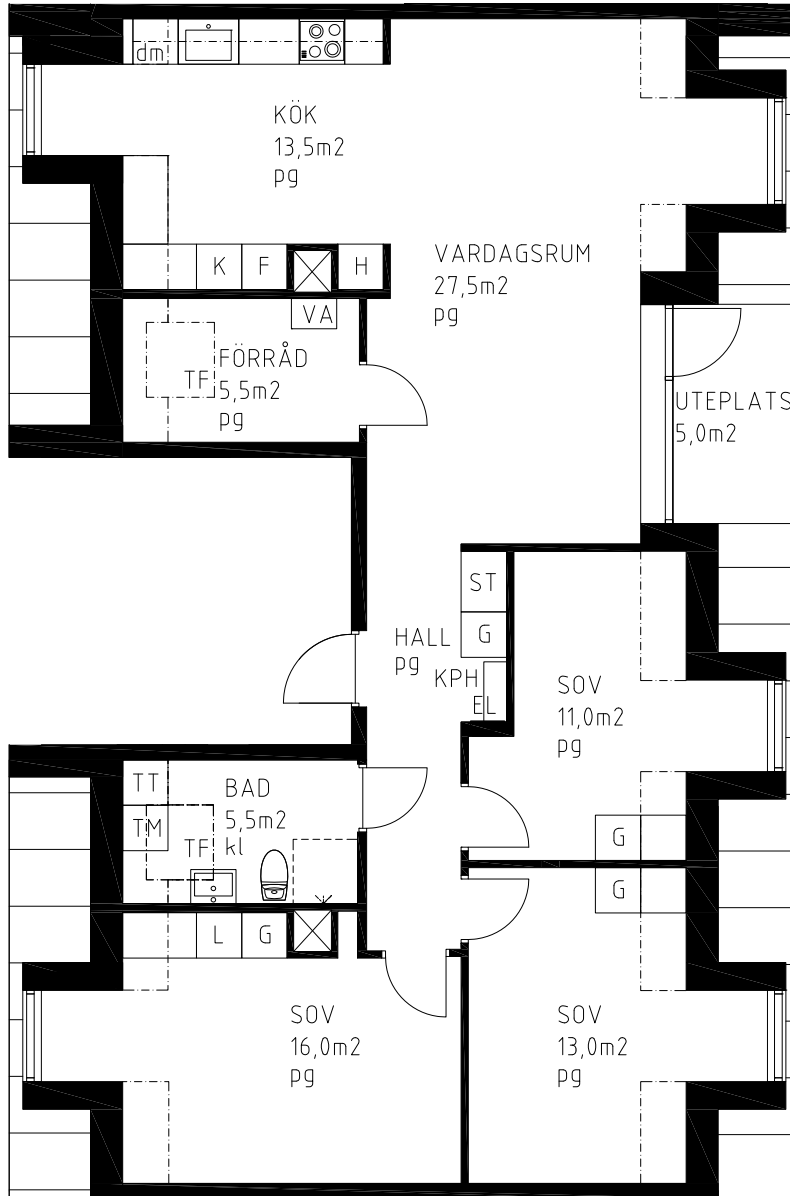 dm
KÖK
13,5m2
pg
K
F
H
VARDAGSRUM
27,5m2
pg
VA
FÖRRÅD
TF
5,5m2
pg
UTEPLATS
5,0m2
ST
G
HALL
pg
KPH
EL
SOV
11,0m2
pg
TT
TM
BAD
5,5m2
kl
TF
G
G
L
G
SOV
16,0m2
pg
SOV
13,0m2
pg